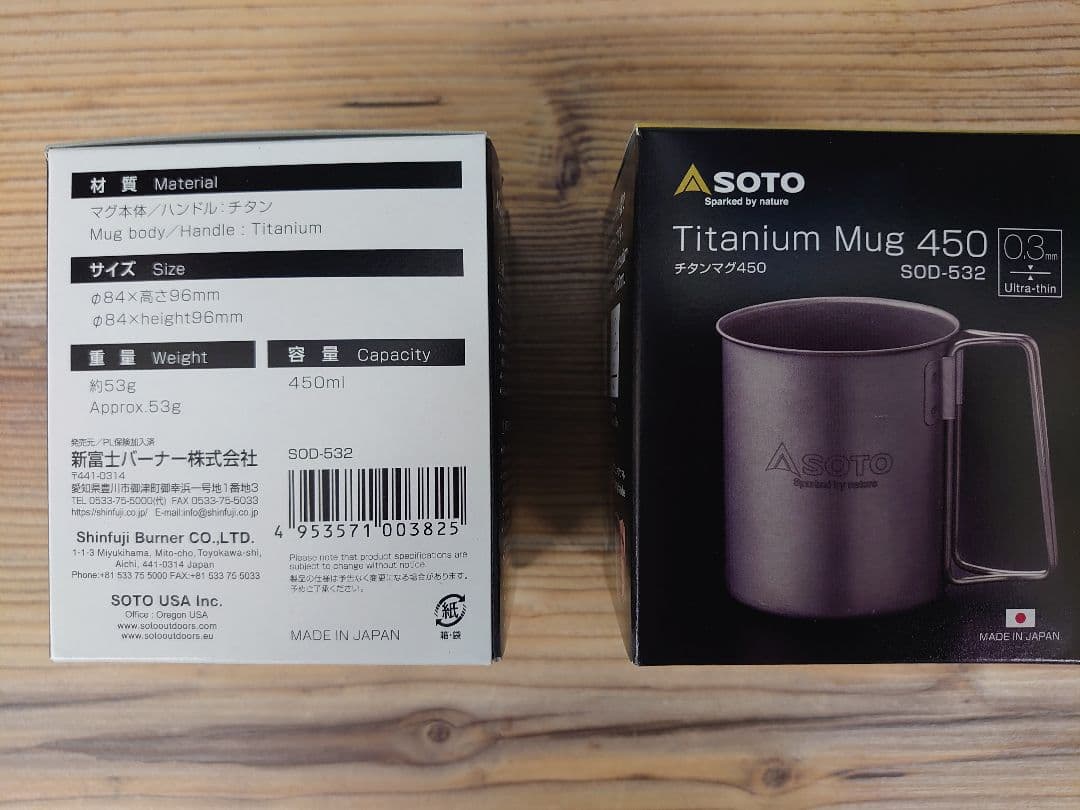 材質 Material
マグ本体／ハンドル：チタン
Mug body／Handle : Titanium
サイズ Size
φ84×高さ96mm
φ84×height96mm
重量 Weight
約53g
Approx.53g
容量 Capacity
450ml
発売元／PL保険加入済
新富士バーナー株式会社
〒441-0314
愛知県豊川市御津町御幸浜一号地1番地3
TEL 0533-75-5000(代) FAX 0533-75-5033
https://shinfuji.co.jp/ E-mail:info@shinfuji.co.jp
Shinfuji Burner CO.,LTD.
1-1-3 Miyukihama, Mito-cho, Toyokawa-shi,
Aichi, 441-0314 Japan
Phone:+81 533 75 5000 FAX:+81 533 75 5033
SOTO USA Inc.
Office : Oregon USA
www.sotooutdoors.com
www.sotooutdoors.eu
SOD-532
4 953571 003825
Please note that product specifications are
subject to change without notice.
製品の仕様は予告なく変更になる場合があります。
予めご了承ください。
MADE IN JAPAN
紙
箱・袋
SOTO
Sparked by nature
Titanium Mug 450
チタンマグ450
SOD-532
0.3mm
Ultra-thin
SOTO
Sparked by nature
MADE IN JAPAN